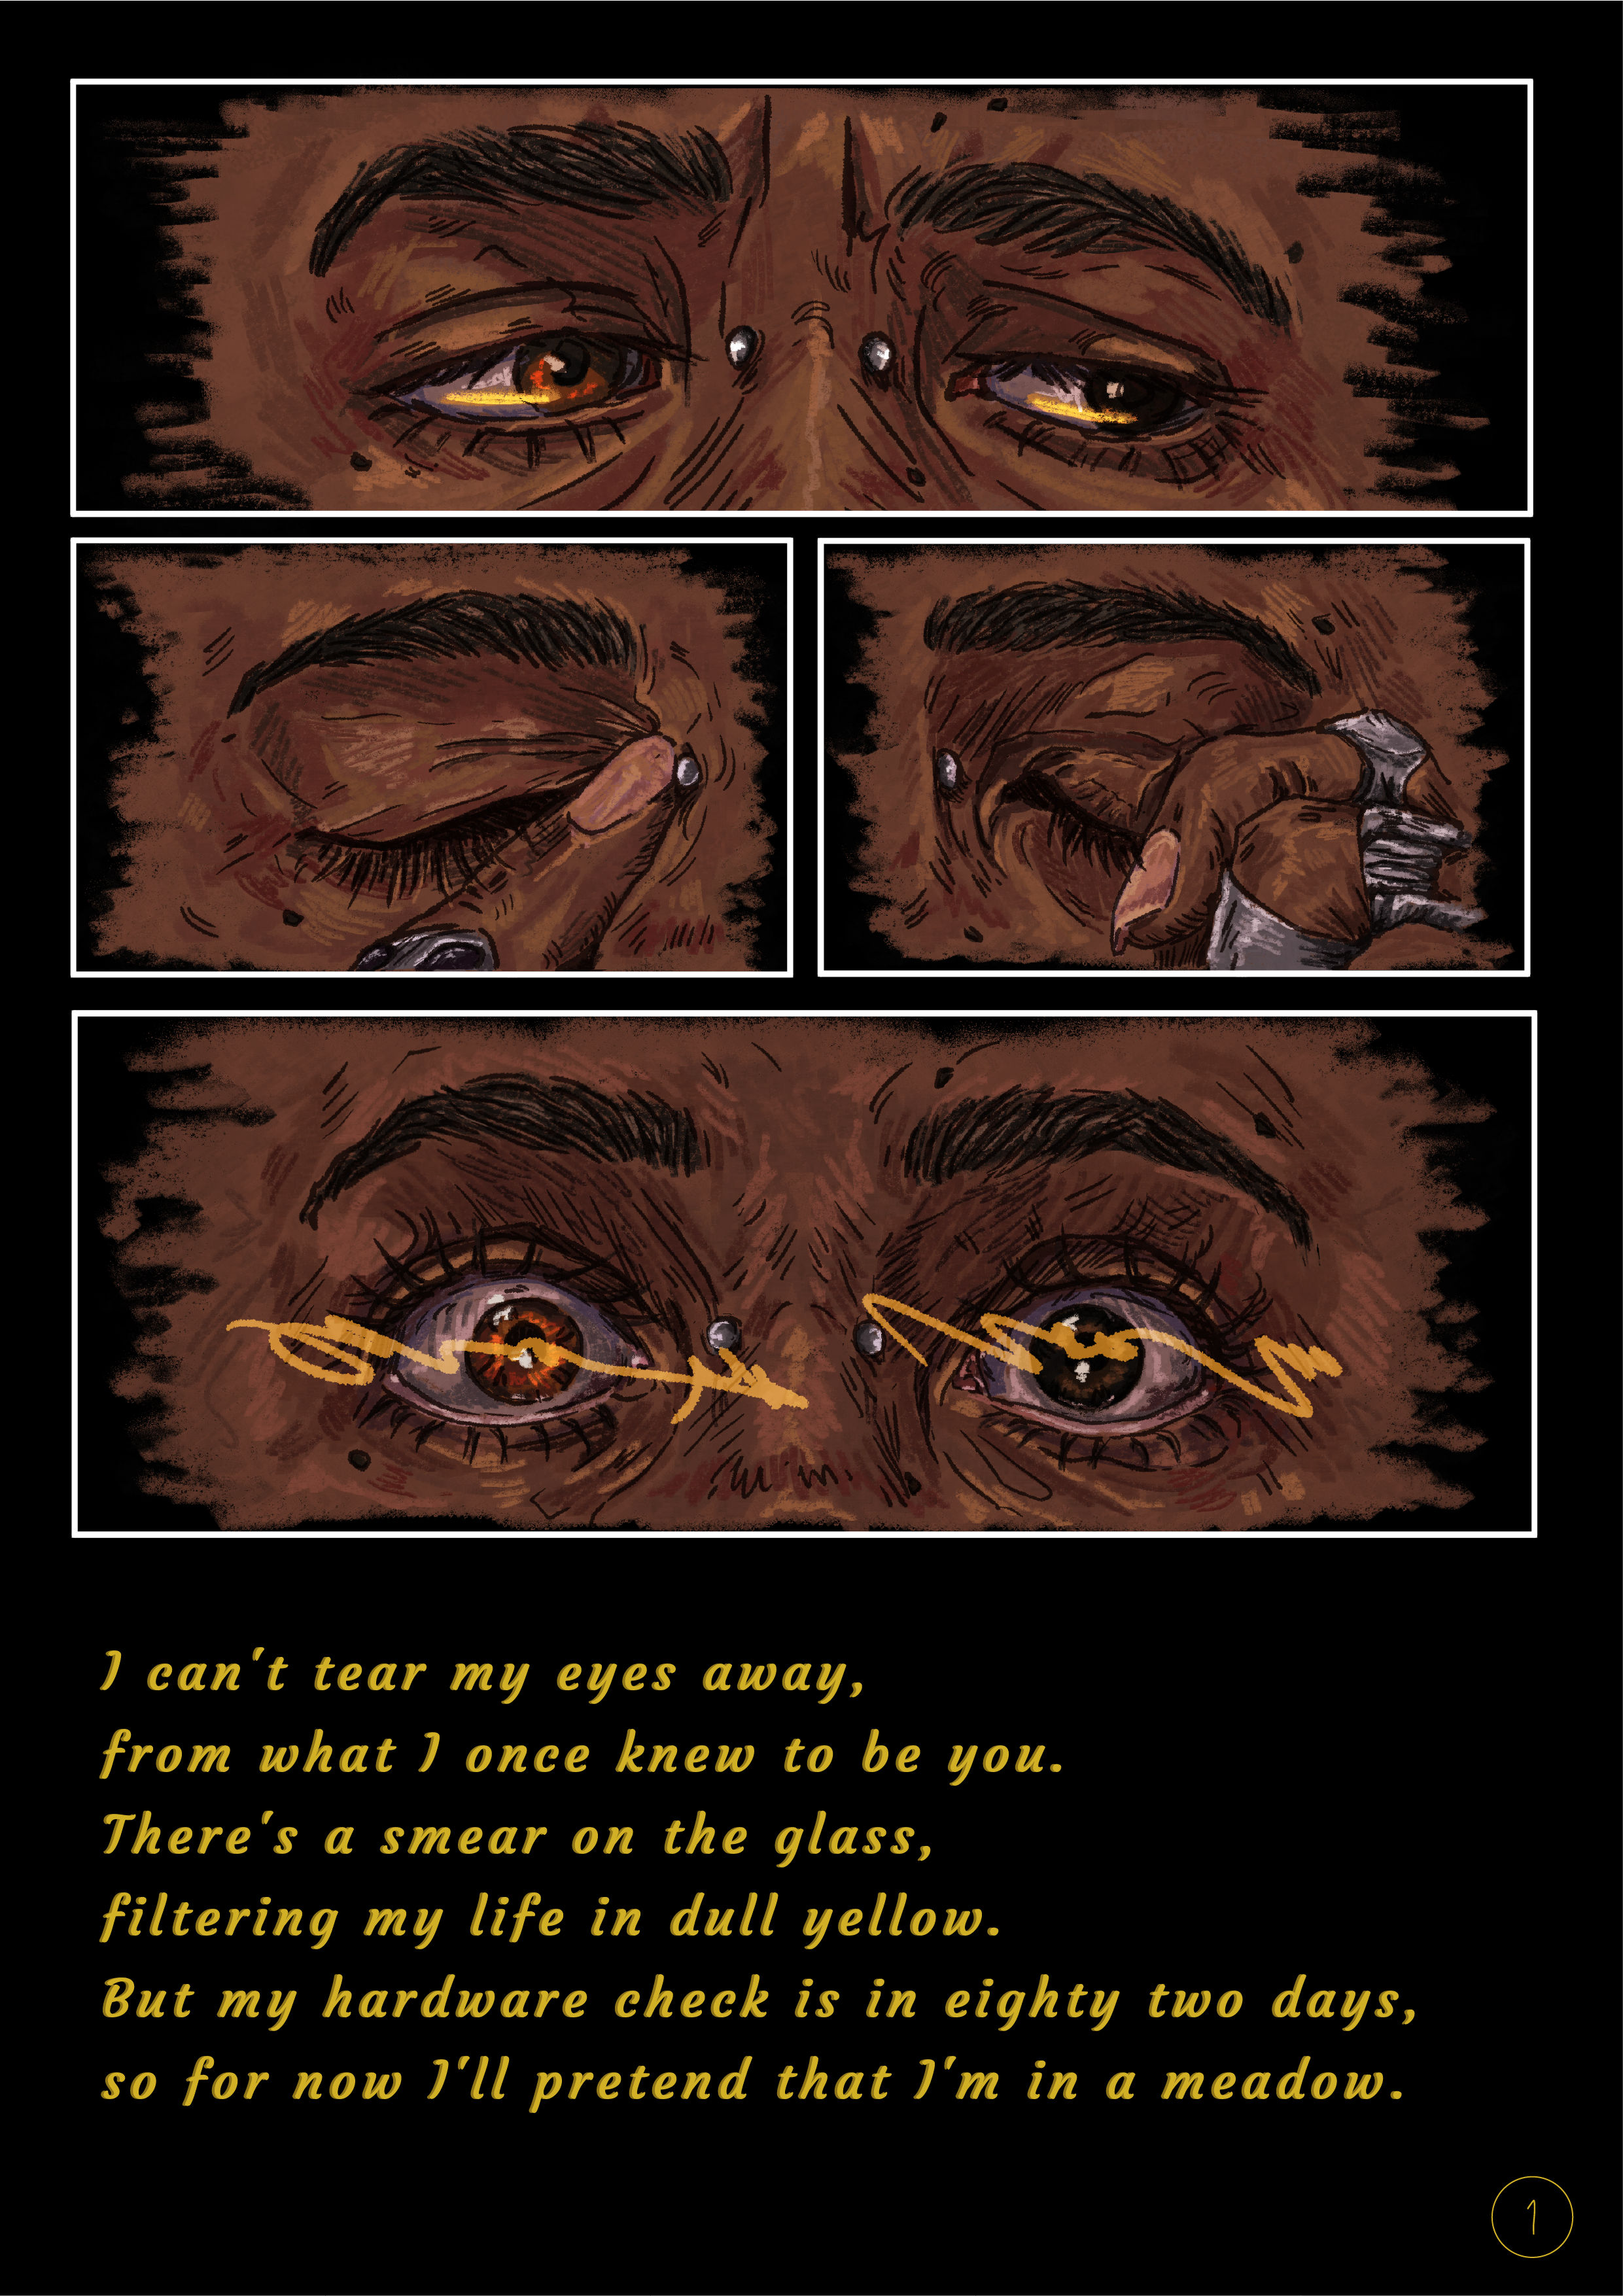 I can't tear my eyes away,
from what I once knew to be you.
There's a smear on the glass,
filtering my life in dull yellow.
But my hardware check is in eighty two days,
so for now I'll pretend that I'm in a meadow.
1